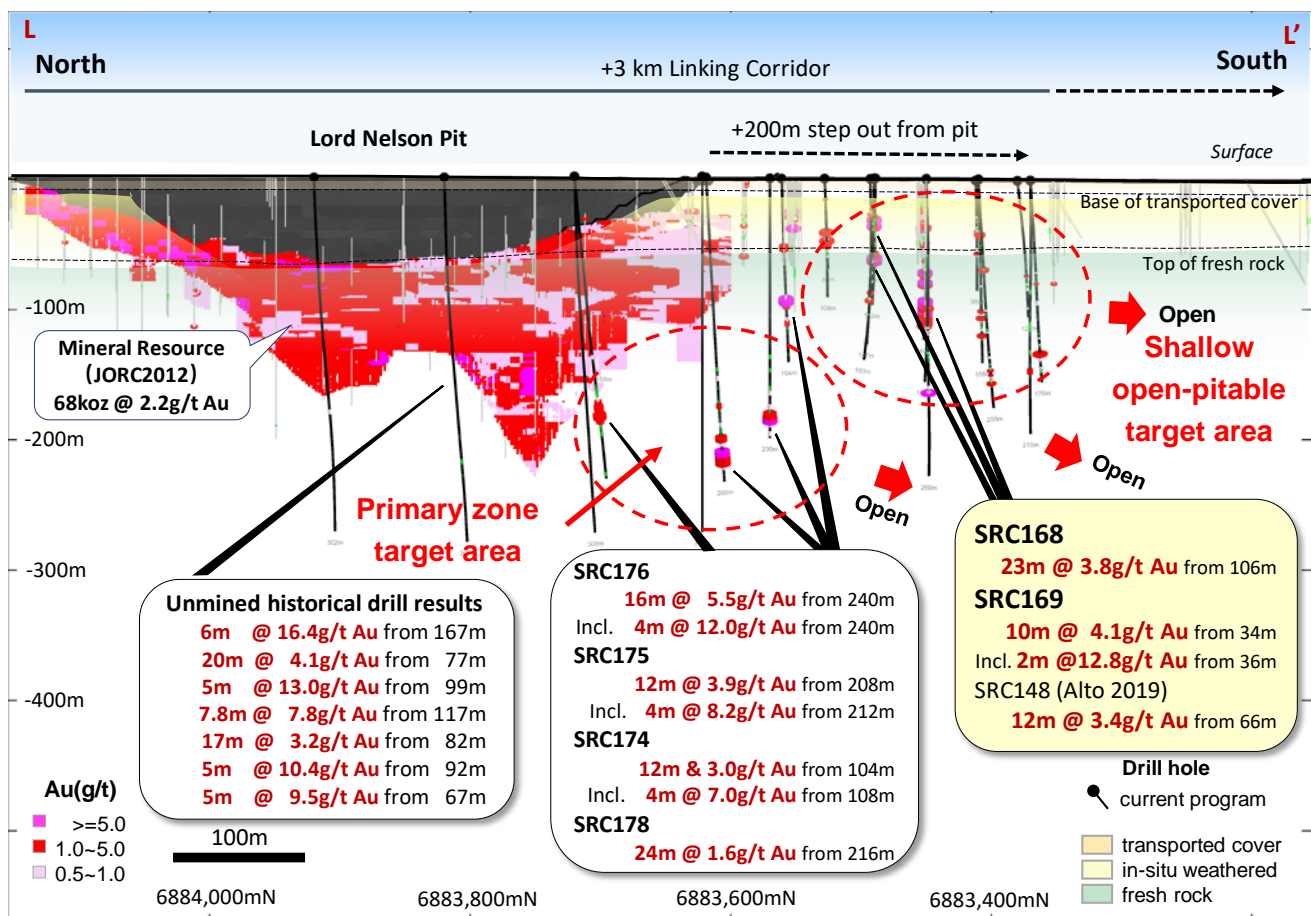 L
L’
North
South
+3 km Linking Corridor
Lord Nelson Pit
+200m step out from pit
Surface
Base of transported cover
Top of fresh rock
-100m
-200m
-300m
-400m
Mineral Resource
(JORC2012)
68koz @ 2.2g/t Au
Open
Shallow
open-pitable
target area
Open
Open
Primary zone
target area
Unmined historical drill results
6m @ 16.4g/t Au from 167m
20m @ 4.1g/t Au from 77m
5m @ 13.0g/t Au from 99m
7.8m @ 7.8g/t Au from 117m
17m @ 3.2g/t Au from 82m
5m @ 10.4g/t Au from 92m
5m @ 9.5g/t Au from 67m
SRC176
16m @ 5.5g/t Au from 240m
Incl. 4m @ 12.0g/t Au from 240m
SRC175
12m @ 3.9g/t Au from 208m
Incl. 4m @ 8.2g/t Au from 212m
SRC174
12m & 3.0g/t Au from 104m
Incl. 4m @ 7.0g/t Au from 108m
SRC178
24m @ 1.6g/t Au from 216m
SRC168
23m @ 3.8g/t Au from 106m
SRC169
10m @ 4.1g/t Au from 34m
Incl. 2m @12.8g/t Au from 36m
SRC148 (Alto 2019)
12m @ 3.4g/t Au from 66m
Au(g/t)
>=5.0
1.0~5.0
0.5~1.0
100m
Drill hole
current program
transported cover
in-situ weathered
fresh rock
6884,000mN
6883,800mN
6883,600mN
6883,400mN